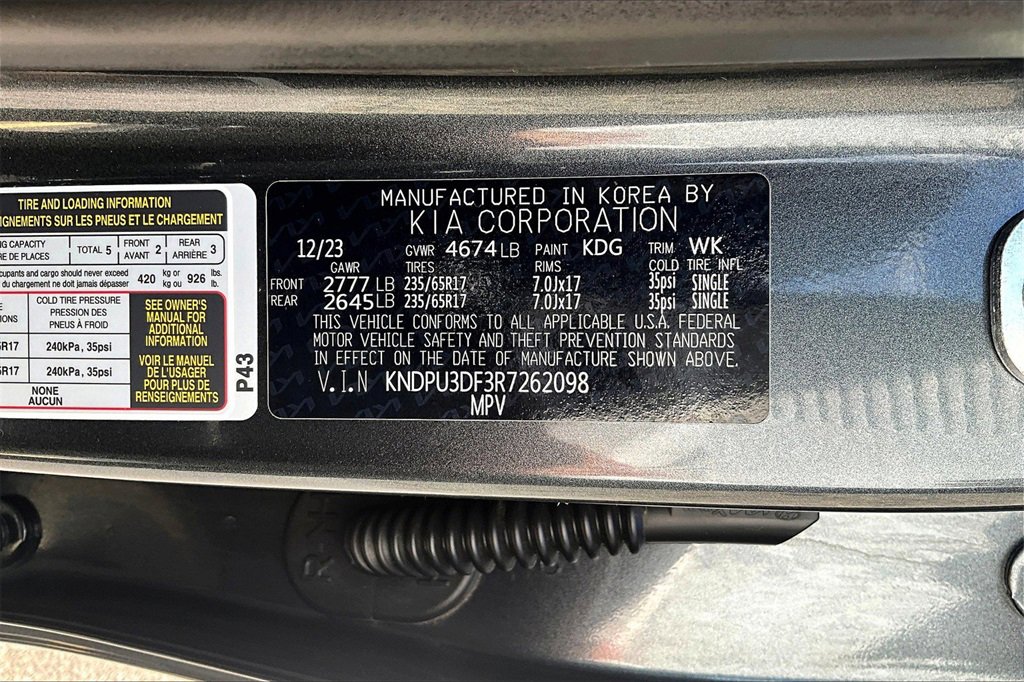 TIRE AND LOADING INFORMATION
IGNEMENTS SUR LES PNEUS ET LE CHARGEMENT
NG CAPACITY TOTAL 5 FRONT AVANT 2 REAR ARRIÈRE 3
RE DE PLACES
cupants and cargo should never exceed 420 kg or 926 lbs.
du chargement ne doit jamais dépasser kg ou lb.
COLD TIRE PRESSURE
PRESSION DES
PNEUS À FROID
5R17 240kPa, 35psi
5R17 240kPa, 35psi
NONE
AUCUN
SEE OWNER'S
MANUAL FOR
ADDITIONAL
INFORMATION
VOIR LE MANUEL
DE L'USAGER
POUR PLUS DE
RENSEIGNEMENTS
P43
MANUFACTURED IN KOREA BY
KIA CORPORATION
12/23 GVWR 4674 LB PAINT KDG TRIM WK
GAWR TIRES RIMS COLD TIRE INFL
FRONT 2777 LB 235/65R17 7.0Jx17 35psi SINGLE
REAR 2645 LB 235/65R17 7.0Jx17 35psi SINGLE
THIS VEHICLE CONFORMS TO ALL APPLICABLE U.S.A. FEDERAL
MOTOR VEHICLE SAFETY AND THEFT PREVENTION STANDARDS
IN EFFECT ON THE DATE OF MANUFACTURE SHOWN ABOVE.
V.I.N KNDPU3DF3R7262098
MPV